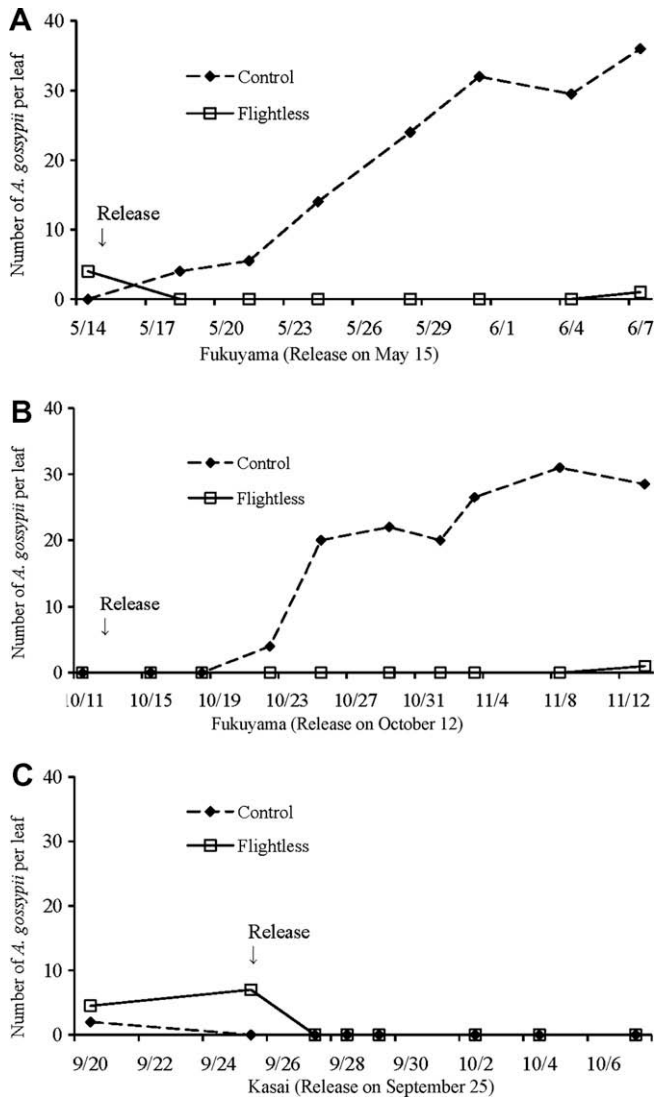 A
Number of A. gossypii per leaf
40
30
20
10
0
Control
Flightless
Release
↓
5/14 5/17 5/20 5/23 5/26 5/29 6/1 6/4 6/7
Fukuyama (Release on May 15)
B
Number of A. gossypii per leaf
40
30
20
10
0
Control
Flightless
Release
↓
10/11 10/15 10/19 10/23 10/27 10/31 11/4 11/8 11/12
Fukuyama (Release on October 12)
C
Number of A. gossypii per leaf
40
30
20
10
0
Control
Flightless
Release
↓
9/20 9/22 9/24 9/26 9/28 9/30 10/2 10/4 10/6
Kasai (Release on September 25)